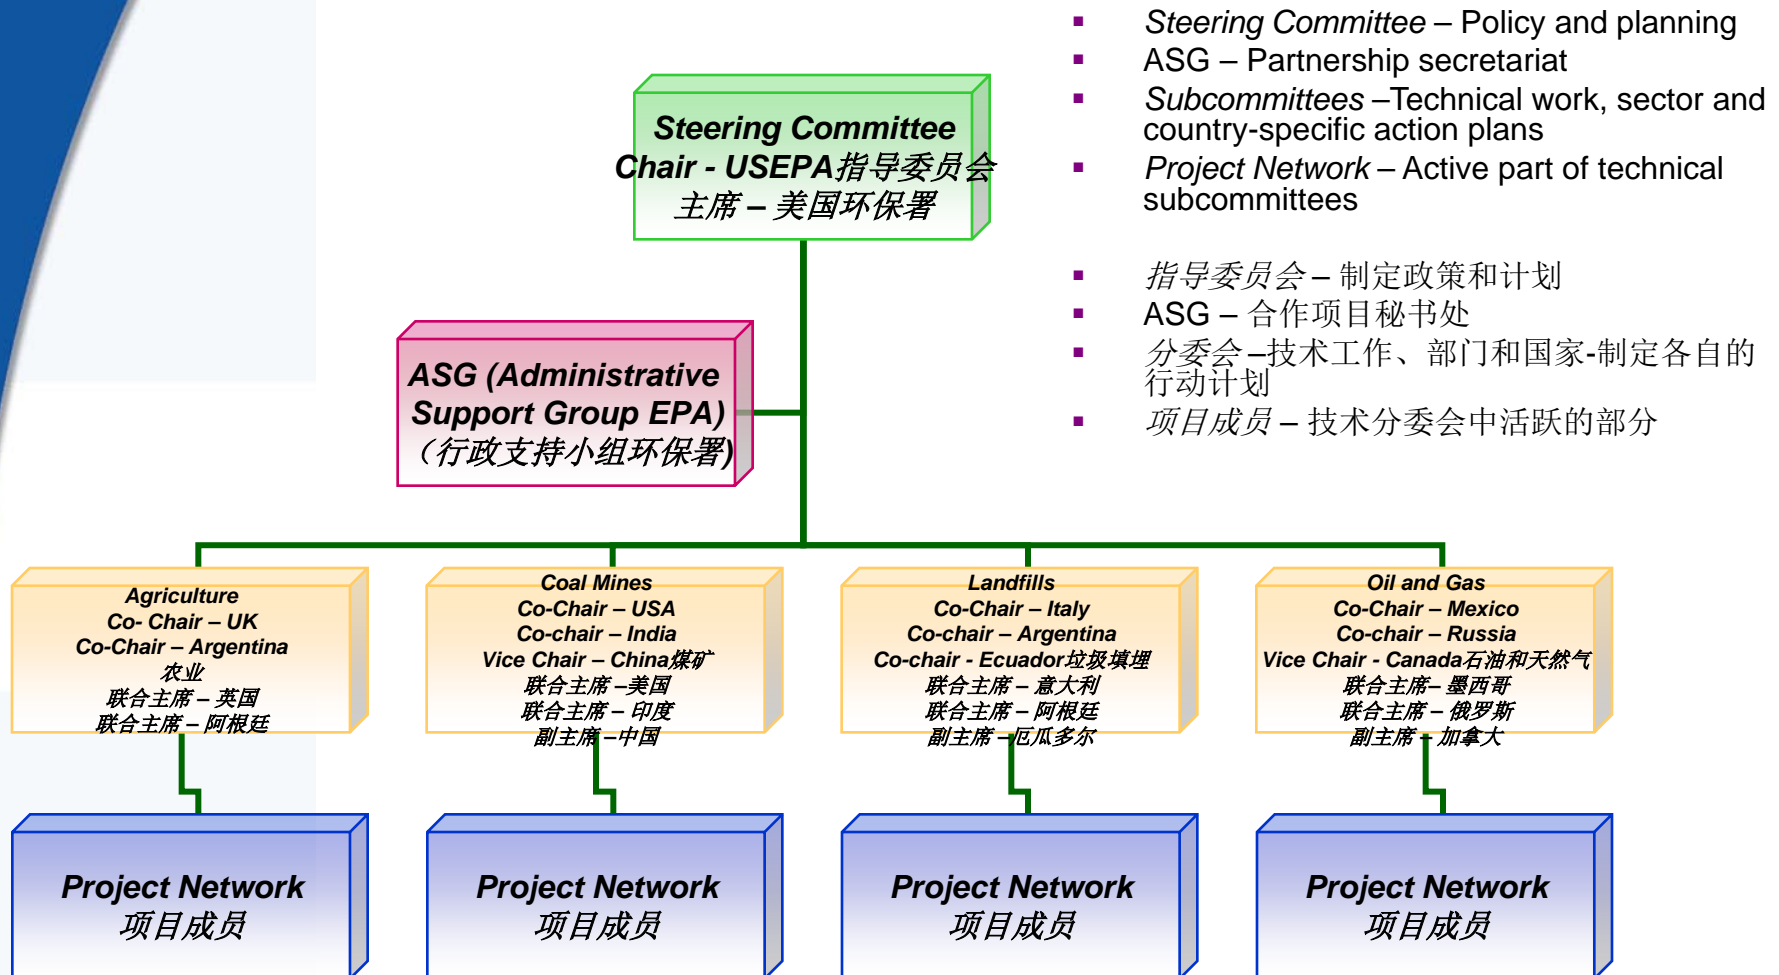 Steering Committee – Policy and planning
ASG – Partnership secretariat
Subcommittees –Technical work, sector and
country-specific action plans
Project Network – Active part of technical
subcommittees
指导委员会 – 制定政策和计划
ASG – 合作项目秘书处
分委会 –技术工作、部门和国家-制定各自的
行动计划
项目成员 – 技术分委会中活跃的部分
Steering Committee
Chair - USEPA指导委员会
主席 – 美国环保署
ASG (Administrative
Support Group EPA)
（行政支持小组环保署)
Agriculture
Co- Chair – UK
Co-Chair – Argentina
农业
联合主席 – 英国
联合主席 – 阿根廷
Coal Mines
Co-Chair – USA
Co-chair – India
Vice Chair – China煤矿
联合主席 –美国
联合主席 – 印度
副主席 –中国
Landfills
Co-Chair – Italy
Co-chair – Argentina
Co-chair - Ecuador垃圾填埋
联合主席 – 意大利
联合主席 – 阿根廷
副主席 –厄瓜多尔
Oil and Gas
Co-Chair – Mexico
Co-chair – Russia
Vice Chair - Canada石油和天然气
联合主席– 墨西哥
联合主席 – 俄罗斯
副主席 – 加拿大
Project Network
项目成员
Project Network
项目成员
Project Network
项目成员
Project Network
项目成员